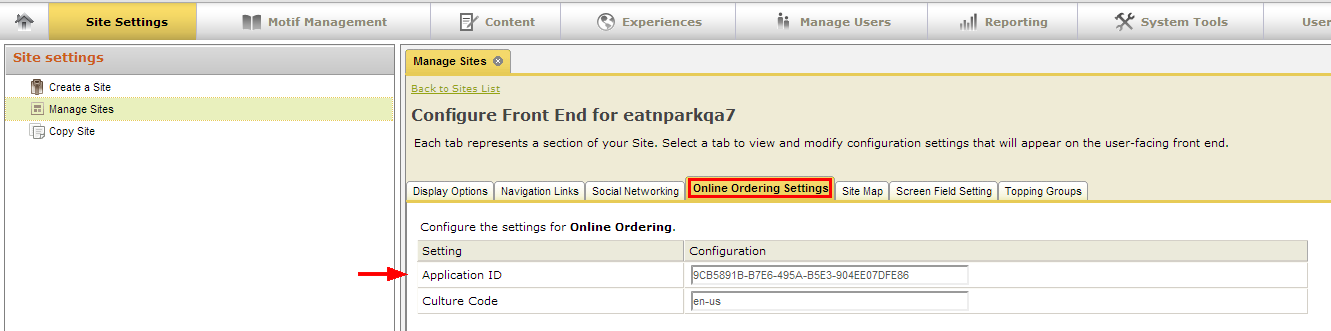 Site Settings Motif Management Content Experiences Manage Users Reporting System Tools User
Site settings
Create a Site
Manage Sites
Copy Site
Manage Sites
Back to Sites List
Configure Front End for eatnparkqa7
Each tab represents a section of your Site. Select a tab to view and modify configuration settings that will appear on the user-facing front end.
Display Options Navigation Links Social Networking Online Ordering Settings Site Map Screen Field Setting Topping Groups
Configure the settings for Online Ordering.
Setting Configuration
Application ID 9CB5891B-B7E6-495A-B5E3-904EE07DFE86
Culture Code en-us